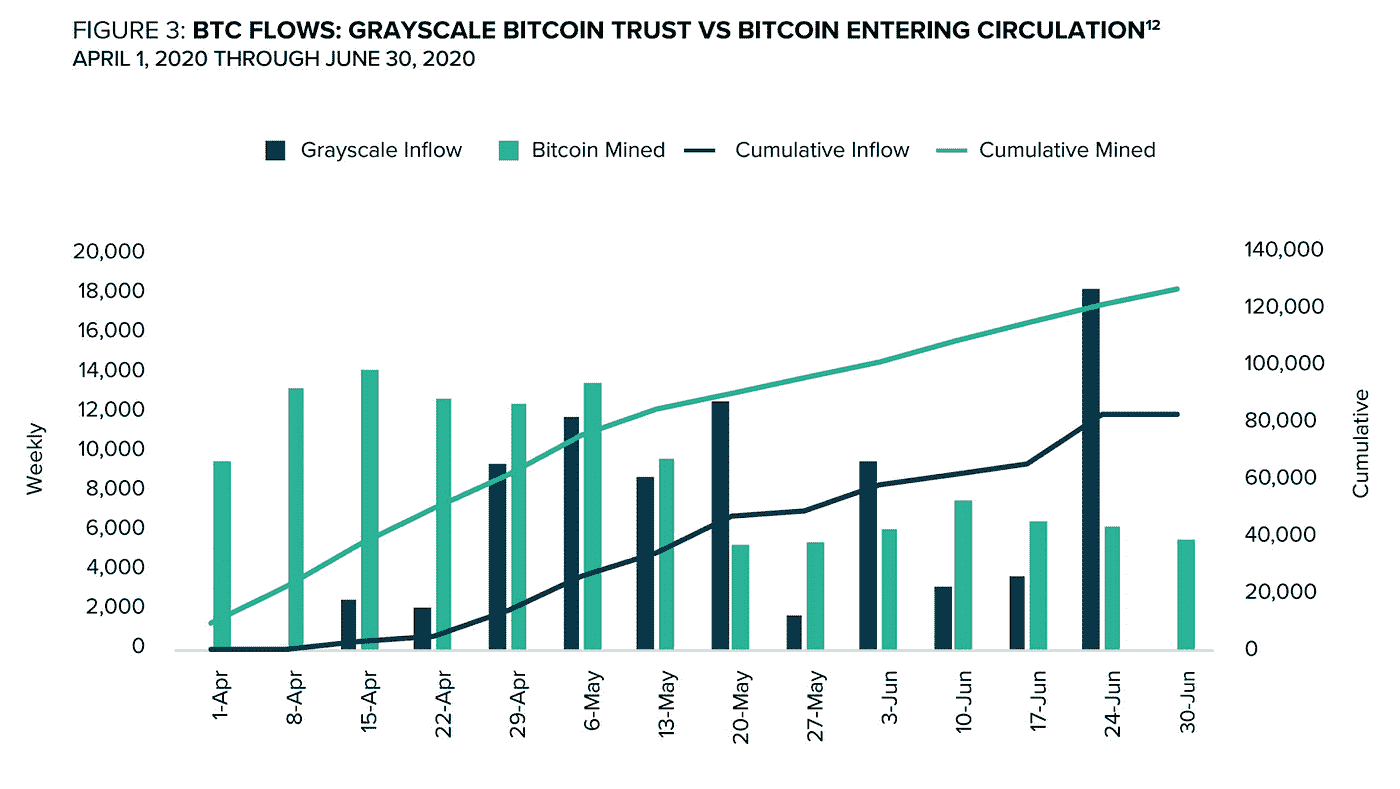 FIGURE 3: BTC FLOWS: GRAYSCALE BITCOIN TRUST VS BITCOIN ENTERING CIRCULATION¹²
APRIL 1, 2020 THROUGH JUNE 30, 2020
Grayscale Inflow
Bitcoin Mined
Cumulative Inflow
Cumulative Mined
Weekly
20,000
18,000
16,000
14,000
12,000
10,000
8,000
6,000
4,000
2,000
0
140,000
120,000
100,000
80,000
60,000
40,000
20,000
0
Cumulative
1-Apr
8-Apr
15-Apr
22-Apr
29-Apr
6-May
13-May
20-May
27-May
3-Jun
10-Jun
17-Jun
24-Jun
30-Jun